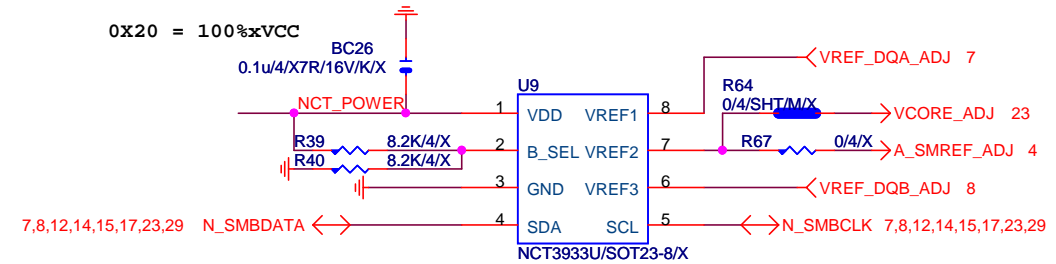 0X20 = 100%xVCC
BC26
0.1u/4/X7R/16V/K/X
VREF_DQA_ADJ 7
U9
R64
0/4/SHT/M/X
NCT_POWER
1 VDD VREF1 8
VCORE_ADJ 23
R39 8.2K/4/X
2 B_SEL VREF2 7
R67 0/4/X
A_SMREF_ADJ 4
R40 8.2K/4/X
3 GND VREF3 6
VREF_DQB_ADJ 8
7,8,12,14,15,17,23,29 N_SMBDATA
4 SDA SCL 5
N_SMBCLK 7,8,12,14,15,17,23,29
NCT3933U/SOT23-8/X